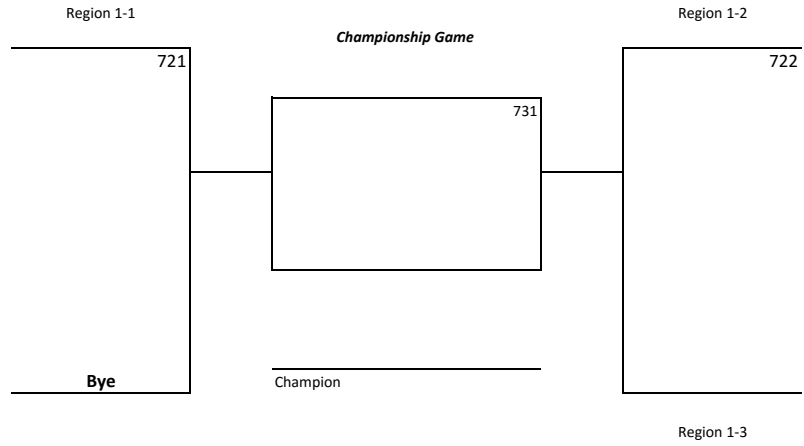 Region 1-1
Region 1-2
Championship Game
721
722
731
Bye
Champion
Region 1-3